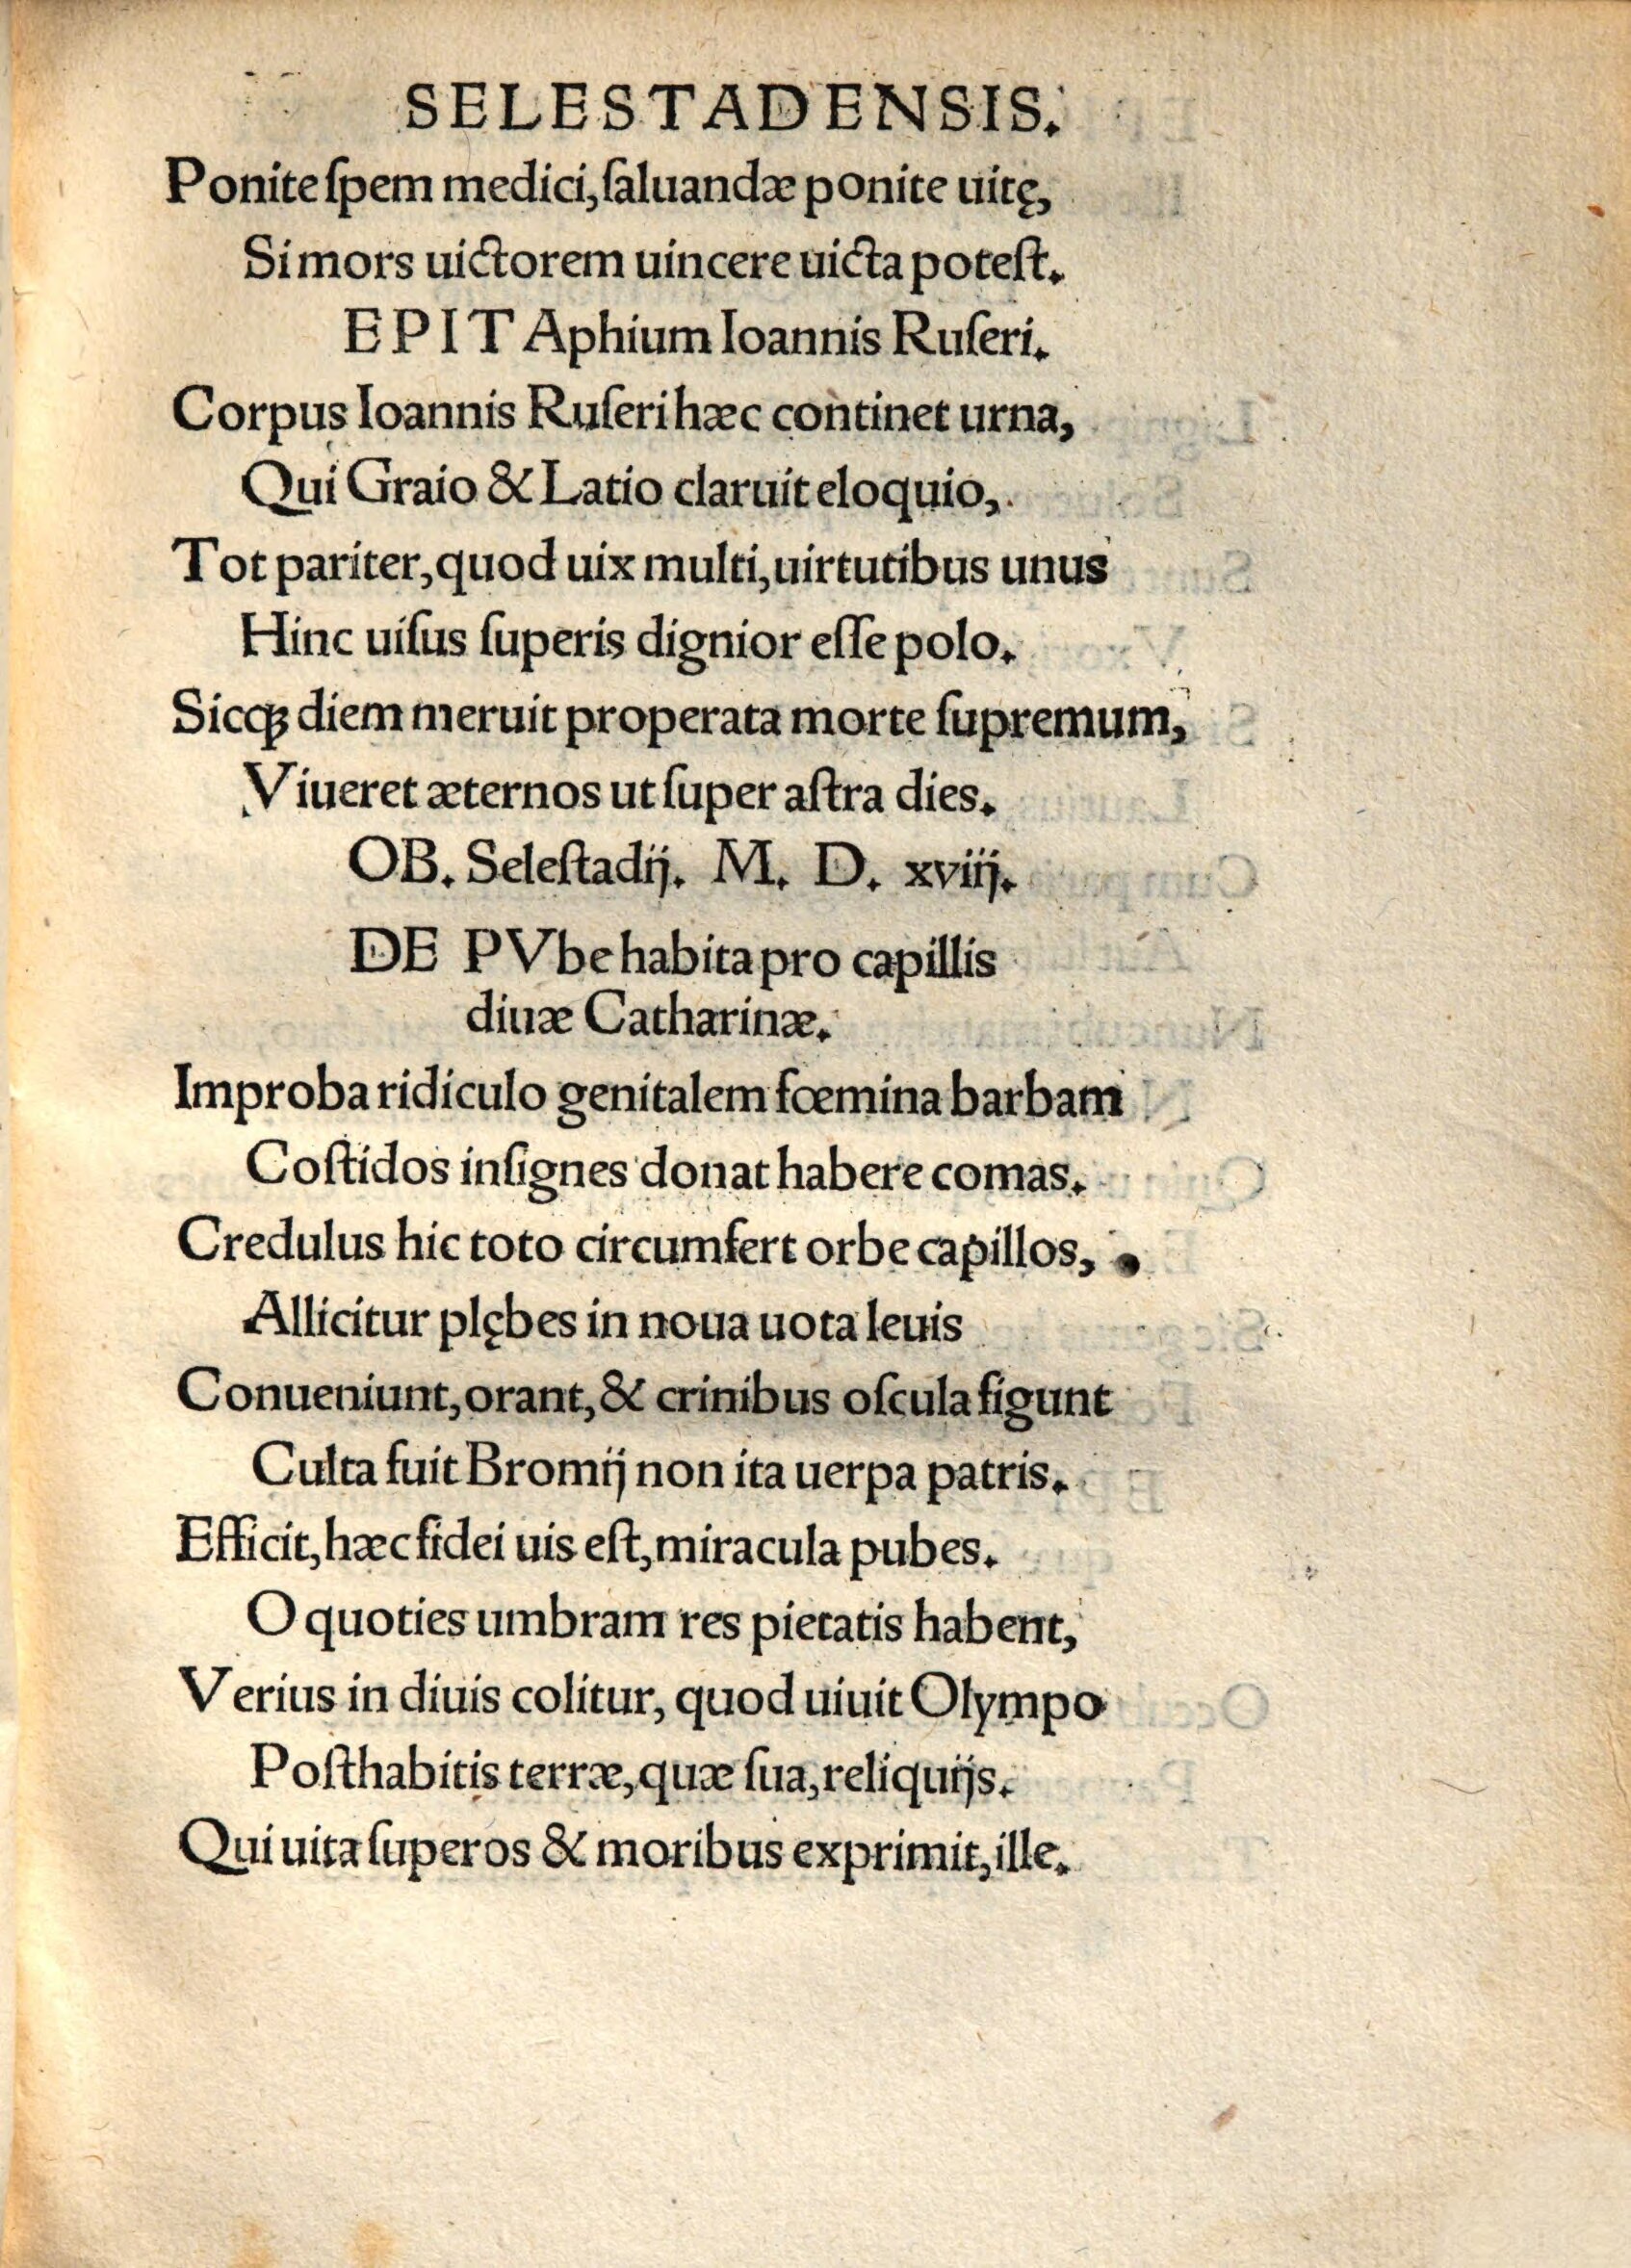 SELESTADENSIS.
Ponite ſpem medici, ſaluandæ ponite uitę,
Si mors uictorem uincere uicta poteſt.
EPITAphium Ioannis Ruſeri.
Corpus Ioannis Ruſeri hæc continet urna,
Qui Graio & Latio claruit eloquio,
Tot pariter, quod uix multi, uirtutibus unus
Hinc uiſus ſuperis dignior eſſe polo.
Sicꝙ diem meruit properata morte ſupremum,
Viueret æternos ut ſuper aſtra dies.
OB. Seleſtadij. M. D. xviij.
DE PVbe habita pro capillis
diuæ Catharinæ.
Improba ridiculo genitalem fœmina barbam
Coſtidos inſignes donat habere comas.
Credulus hic toto circumfert orbe capillos,
Allicitur plębes in noua uota leuis
Conueniunt, orant, & crinibus oſcula figunt
Culta fuit Bromij non ita uerpa patris.
Efficit, hæc fidei uis eſt, miracula pubes.
O quoties umbram res pietatis habent,
Verius in diuis colitur, quod uiuit Olympo
Poſthabitis terræ, quæ ſua, reliquijs.
Qui uita ſuperos & moribus exprimit, ille.